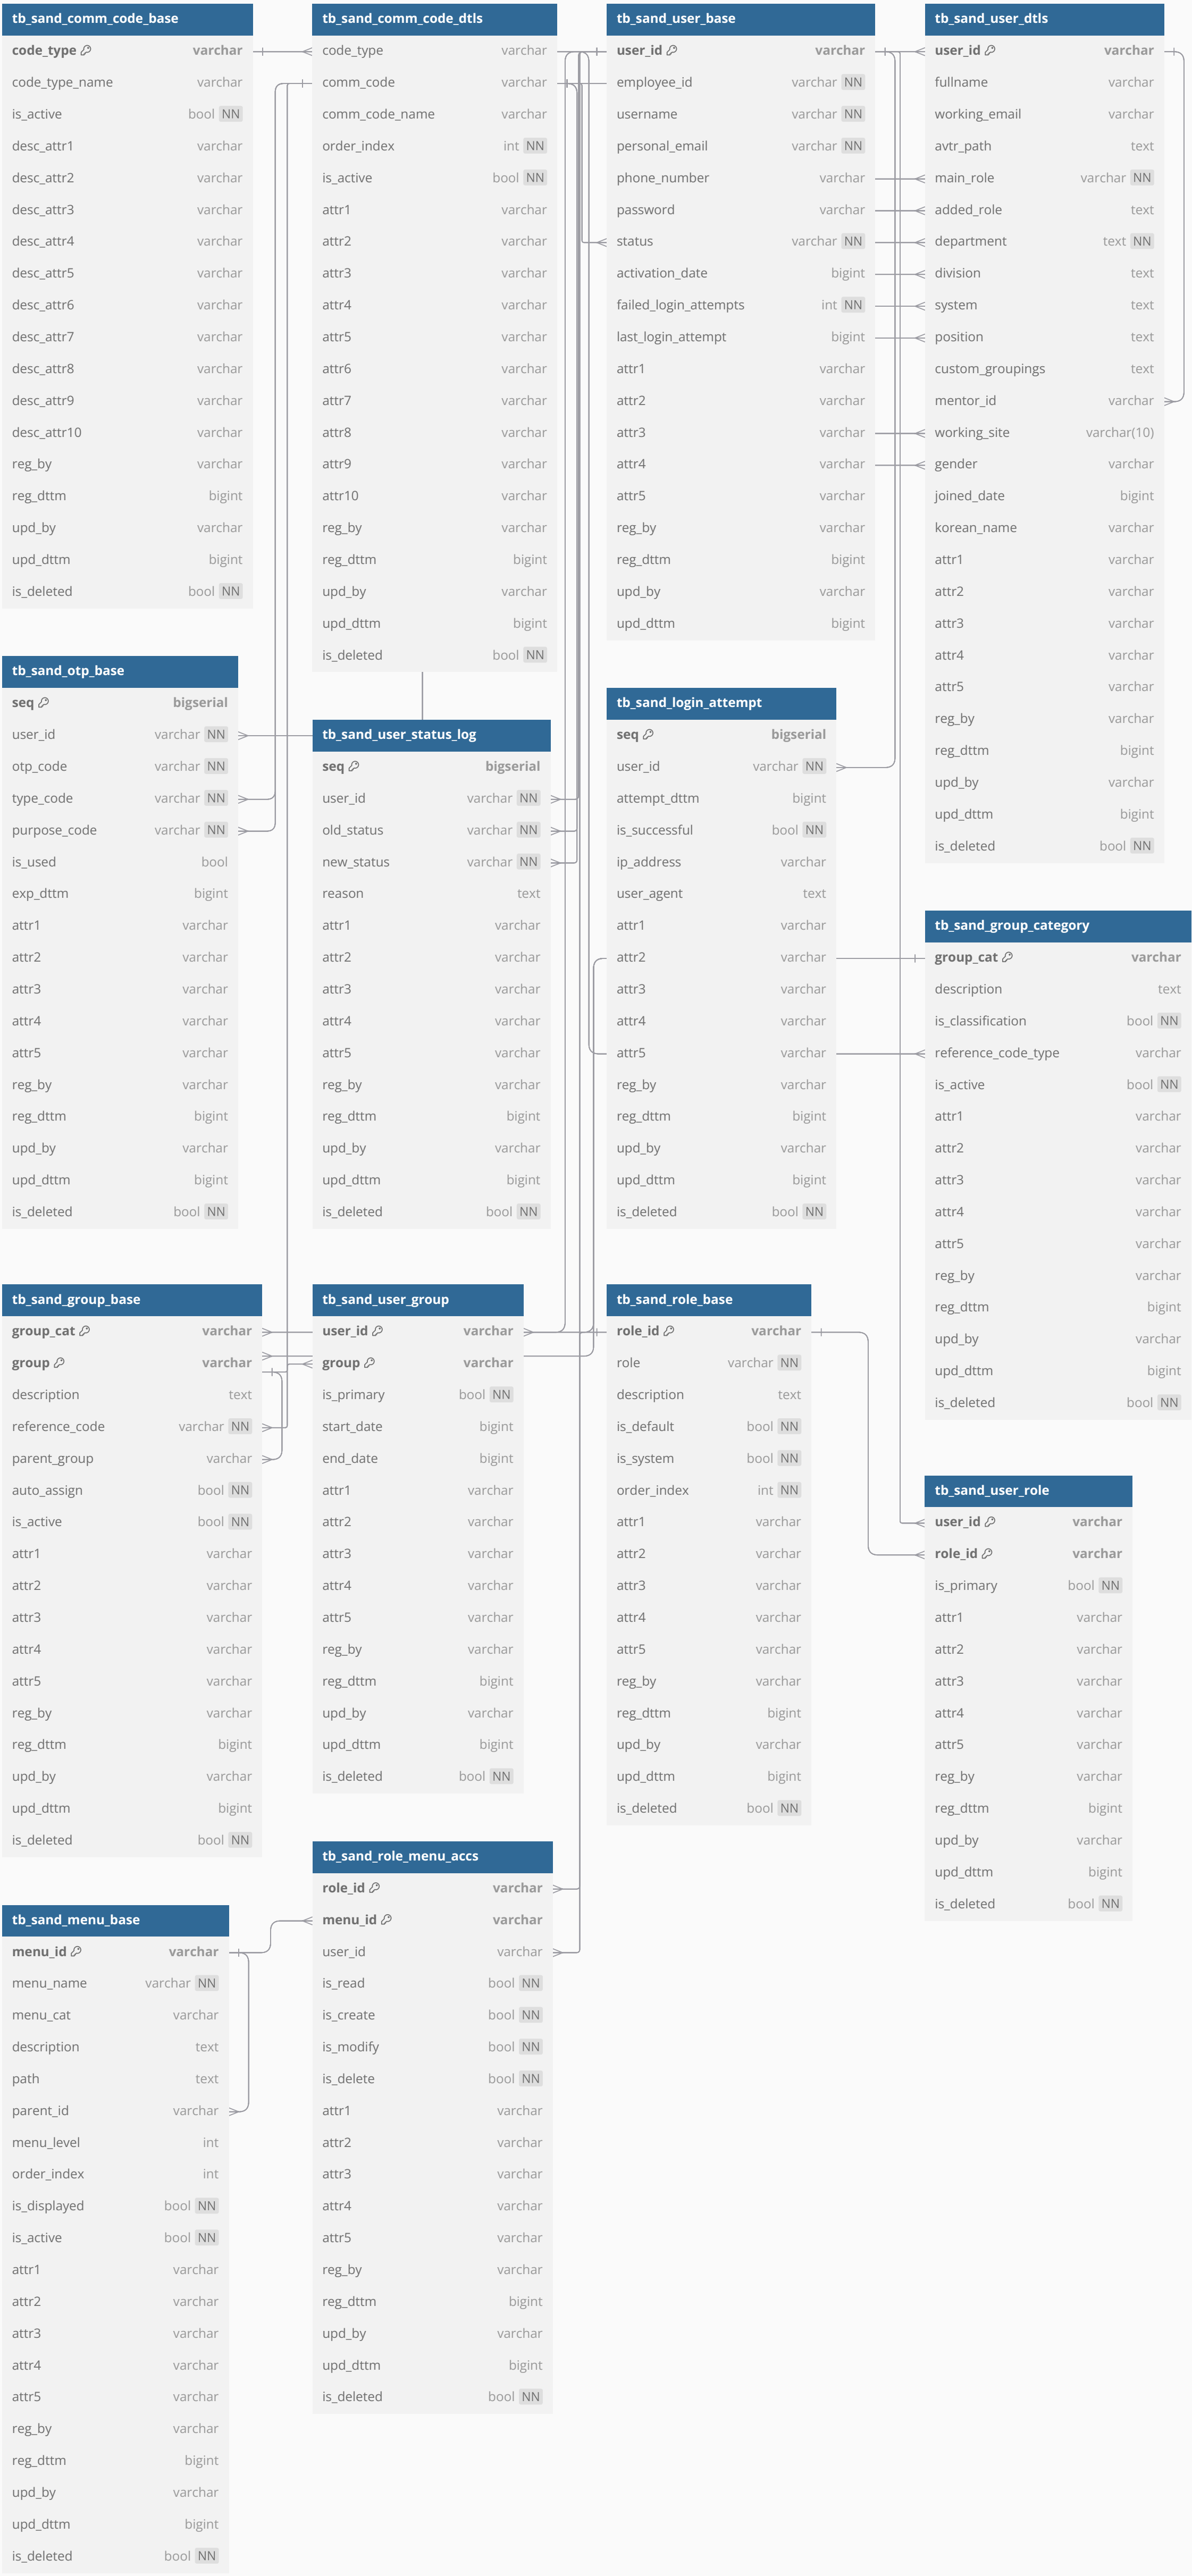 tb_sand_comm_code_base
code_type varchar
code_type_name varchar
is_active bool NN
desc_attr1 varchar
desc_attr2 varchar
desc_attr3 varchar
desc_attr4 varchar
desc_attr5 varchar
desc_attr6 varchar
desc_attr7 varchar
desc_attr8 varchar
desc_attr9 varchar
desc_attr10 varchar
reg_by varchar
reg_dttm bigint
upd_by varchar
upd_dttm bigint
is_deleted bool NN
tb_sand_comm_code_dtls
code_type varchar
comm_code varchar
comm_code_name varchar
order_index int NN
is_active bool NN
attr1 varchar
attr2 varchar
attr3 varchar
attr4 varchar
attr5 varchar
attr6 varchar
attr7 varchar
attr8 varchar
attr9 varchar
attr10 varchar
reg_by varchar
reg_dttm bigint
upd_by varchar
upd_dttm bigint
is_deleted bool NN
tb_sand_user_base
user_id varchar
employee_id varchar NN
username varchar NN
personal_email varchar NN
phone_number varchar
password varchar
status varchar NN
activation_date bigint
failed_login_attempts int NN
last_login_attempt bigint
attr1 varchar
attr2 varchar
attr3 varchar
attr4 varchar
attr5 varchar
reg_by varchar
reg_dttm bigint
upd_by varchar
upd_dttm bigint
tb_sand_user_dtls
user_id varchar
fullname varchar
working_email varchar
avtr_path text
main_role varchar NN
added_role text
department text NN
division text
system text
position text
custom_groupings text
mentor_id varchar
working_site varchar(10)
gender varchar
joined_date bigint
korean_name varchar
attr1 varchar
attr2 varchar
attr3 varchar
attr4 varchar
attr5 varchar
reg_by varchar
reg_dttm bigint
upd_by varchar
upd_dttm bigint
is_deleted bool NN
tb_sand_otp_base
seq bigserial
user_id varchar NN
otp_code varchar NN
type_code varchar NN
purpose_code varchar NN
is_used bool
exp_dttm bigint
attr1 varchar
attr2 varchar
attr3 varchar
attr4 varchar
attr5 varchar
reg_by varchar
reg_dttm bigint
upd_by varchar
upd_dttm bigint
is_deleted bool NN
tb_sand_user_status_log
seq bigserial
user_id varchar NN
old_status varchar NN
new_status varchar NN
reason text
attr1 varchar
attr2 varchar
attr3 varchar
attr4 varchar
attr5 varchar
reg_by varchar
reg_dttm bigint
upd_by varchar
upd_dttm bigint
is_deleted bool NN
tb_sand_login_attempt
seq bigserial
user_id varchar NN
attempt_dttm bigint
is_successful bool NN
ip_address varchar
user_agent text
attr1 varchar
attr2 varchar
attr3 varchar
attr4 varchar
attr5 varchar
reg_by varchar
reg_dttm bigint
upd_by varchar
upd_dttm bigint
is_deleted bool NN
tb_sand_group_category
group_cat varchar
description text
is_classification bool NN
reference_code_type varchar
is_active bool NN
attr1 varchar
attr2 varchar
attr3 varchar
attr4 varchar
attr5 varchar
reg_by varchar
reg_dttm bigint
upd_by varchar
upd_dttm bigint
is_deleted bool NN
tb_sand_group_base
group_cat varchar
group varchar
description text
reference_code varchar NN
parent_group varchar
auto_assign bool NN
is_active bool NN
attr1 varchar
attr2 varchar
attr3 varchar
attr4 varchar
attr5 varchar
reg_by varchar
reg_dttm bigint
upd_by varchar
upd_dttm bigint
is_deleted bool NN
tb_sand_user_group
user_id varchar
group varchar
is_primary bool NN
start_date bigint
end_date bigint
attr1 varchar
attr2 varchar
attr3 varchar
attr4 varchar
attr5 varchar
reg_by varchar
reg_dttm bigint
upd_by varchar
upd_dttm bigint
is_deleted bool NN
tb_sand_role_base
role_id varchar
role varchar NN
description text
is_default bool NN
is_system bool NN
order_index int NN
attr1 varchar
attr2 varchar
attr3 varchar
attr4 varchar
attr5 varchar
reg_by varchar
reg_dttm bigint
upd_by varchar
upd_dttm bigint
is_deleted bool NN
tb_sand_user_role
user_id varchar
role_id varchar
is_primary bool NN
attr1 varchar
attr2 varchar
attr3 varchar
attr4 varchar
attr5 varchar
reg_by varchar
reg_dttm bigint
upd_by varchar
upd_dttm bigint
is_deleted bool NN
tb_sand_menu_base
menu_id varchar
menu_name varchar NN
menu_cat varchar
description text
path text
parent_id varchar
menu_level int
order_index int
is_displayed bool NN
is_active bool NN
attr1 varchar
attr2 varchar
attr3 varchar
attr4 varchar
attr5 varchar
reg_by varchar
reg_dttm bigint
upd_by varchar
upd_dttm bigint
is_deleted bool NN
tb_sand_role_menu_accs
role_id varchar
menu_id varchar
user_id varchar
is_read bool NN
is_create bool NN
is_modify bool NN
is_delete bool NN
attr1 varchar
attr2 varchar
attr3 varchar
attr4 varchar
attr5 varchar
reg_by varchar
reg_dttm bigint
upd_by varchar
upd_dttm bigint
is_deleted bool NN